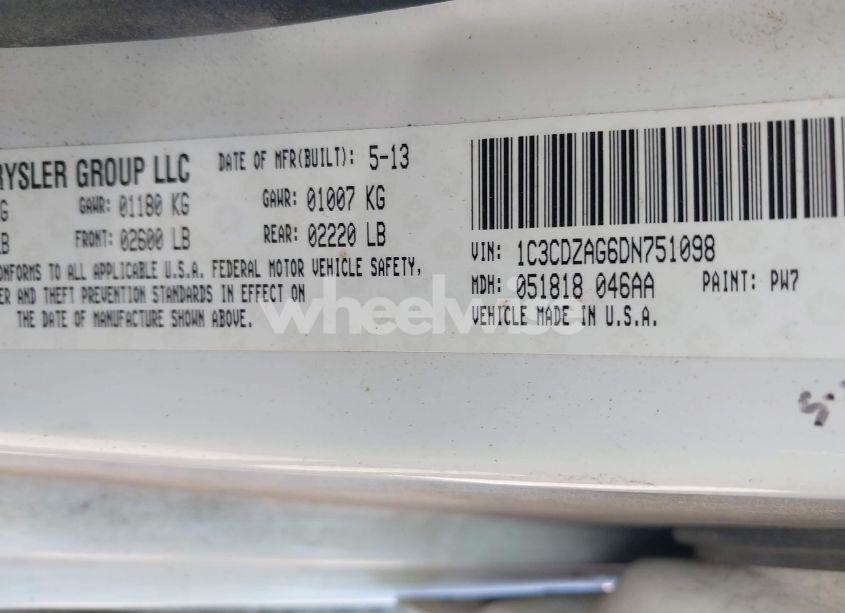 RYSLER GROUP LLC DATE OF MFR(BUILT): 5-13
G GAWR: 01180 KG GAWR: 01007 KG
LB FRONT: 02600 LB REAR: 02220 LB
ONFORMS TO ALL APPLICABLE U.S.A. FEDERAL MOTOR VEHICLE SAFETY,
ER AND THEFT PREVENTION STANDARDS IN EFFECT ON
THE DATE OF MANUFACTURE SHOWN ABOVE.
VIN: 1C3CDZAG6DN751098
MDH: 051818 046AA PAINT: PW7
VEHICLE MADE IN U.S.A.
wheelwise